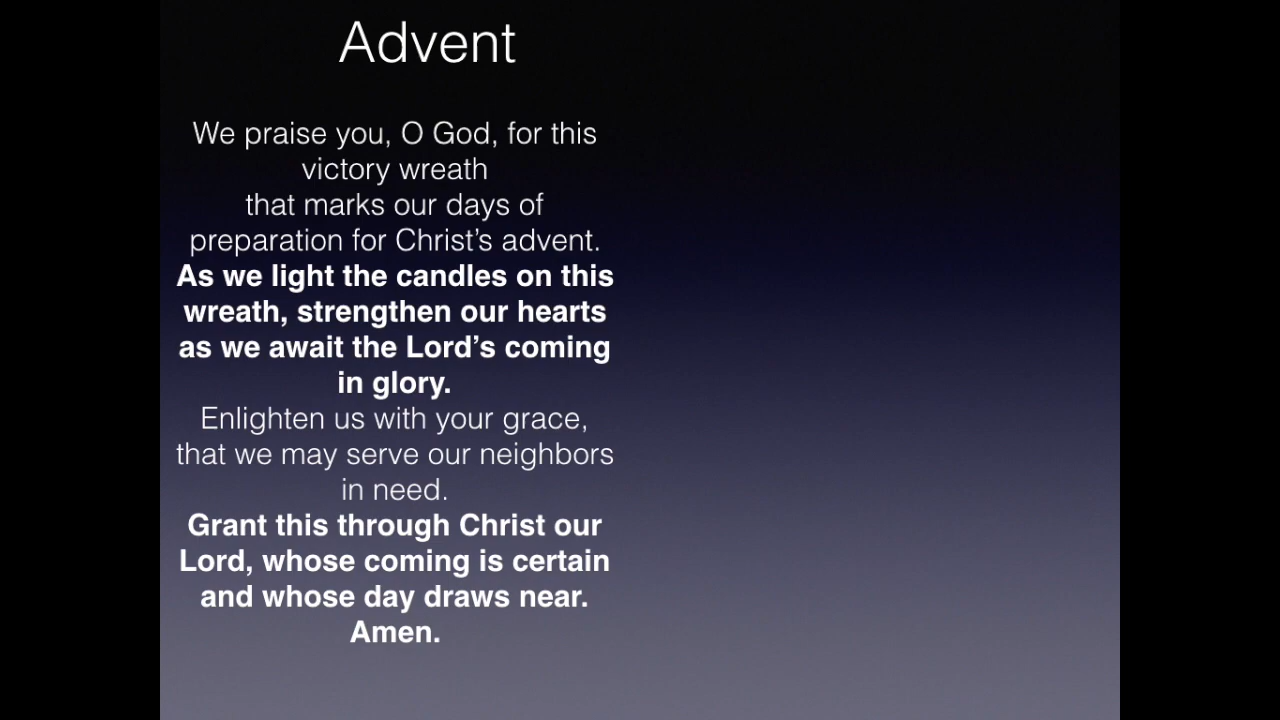 Advent
We praise you, O God, for this
victory wreath
that marks our days of
preparation for Christ’s advent.
As we light the candles on this
wreath, strengthen our hearts
as we await the Lord’s coming
in glory.
Enlighten us with your grace,
that we may serve our neighbors
in need.
Grant this through Christ our
Lord, whose coming is certain
and whose day draws near.
Amen.